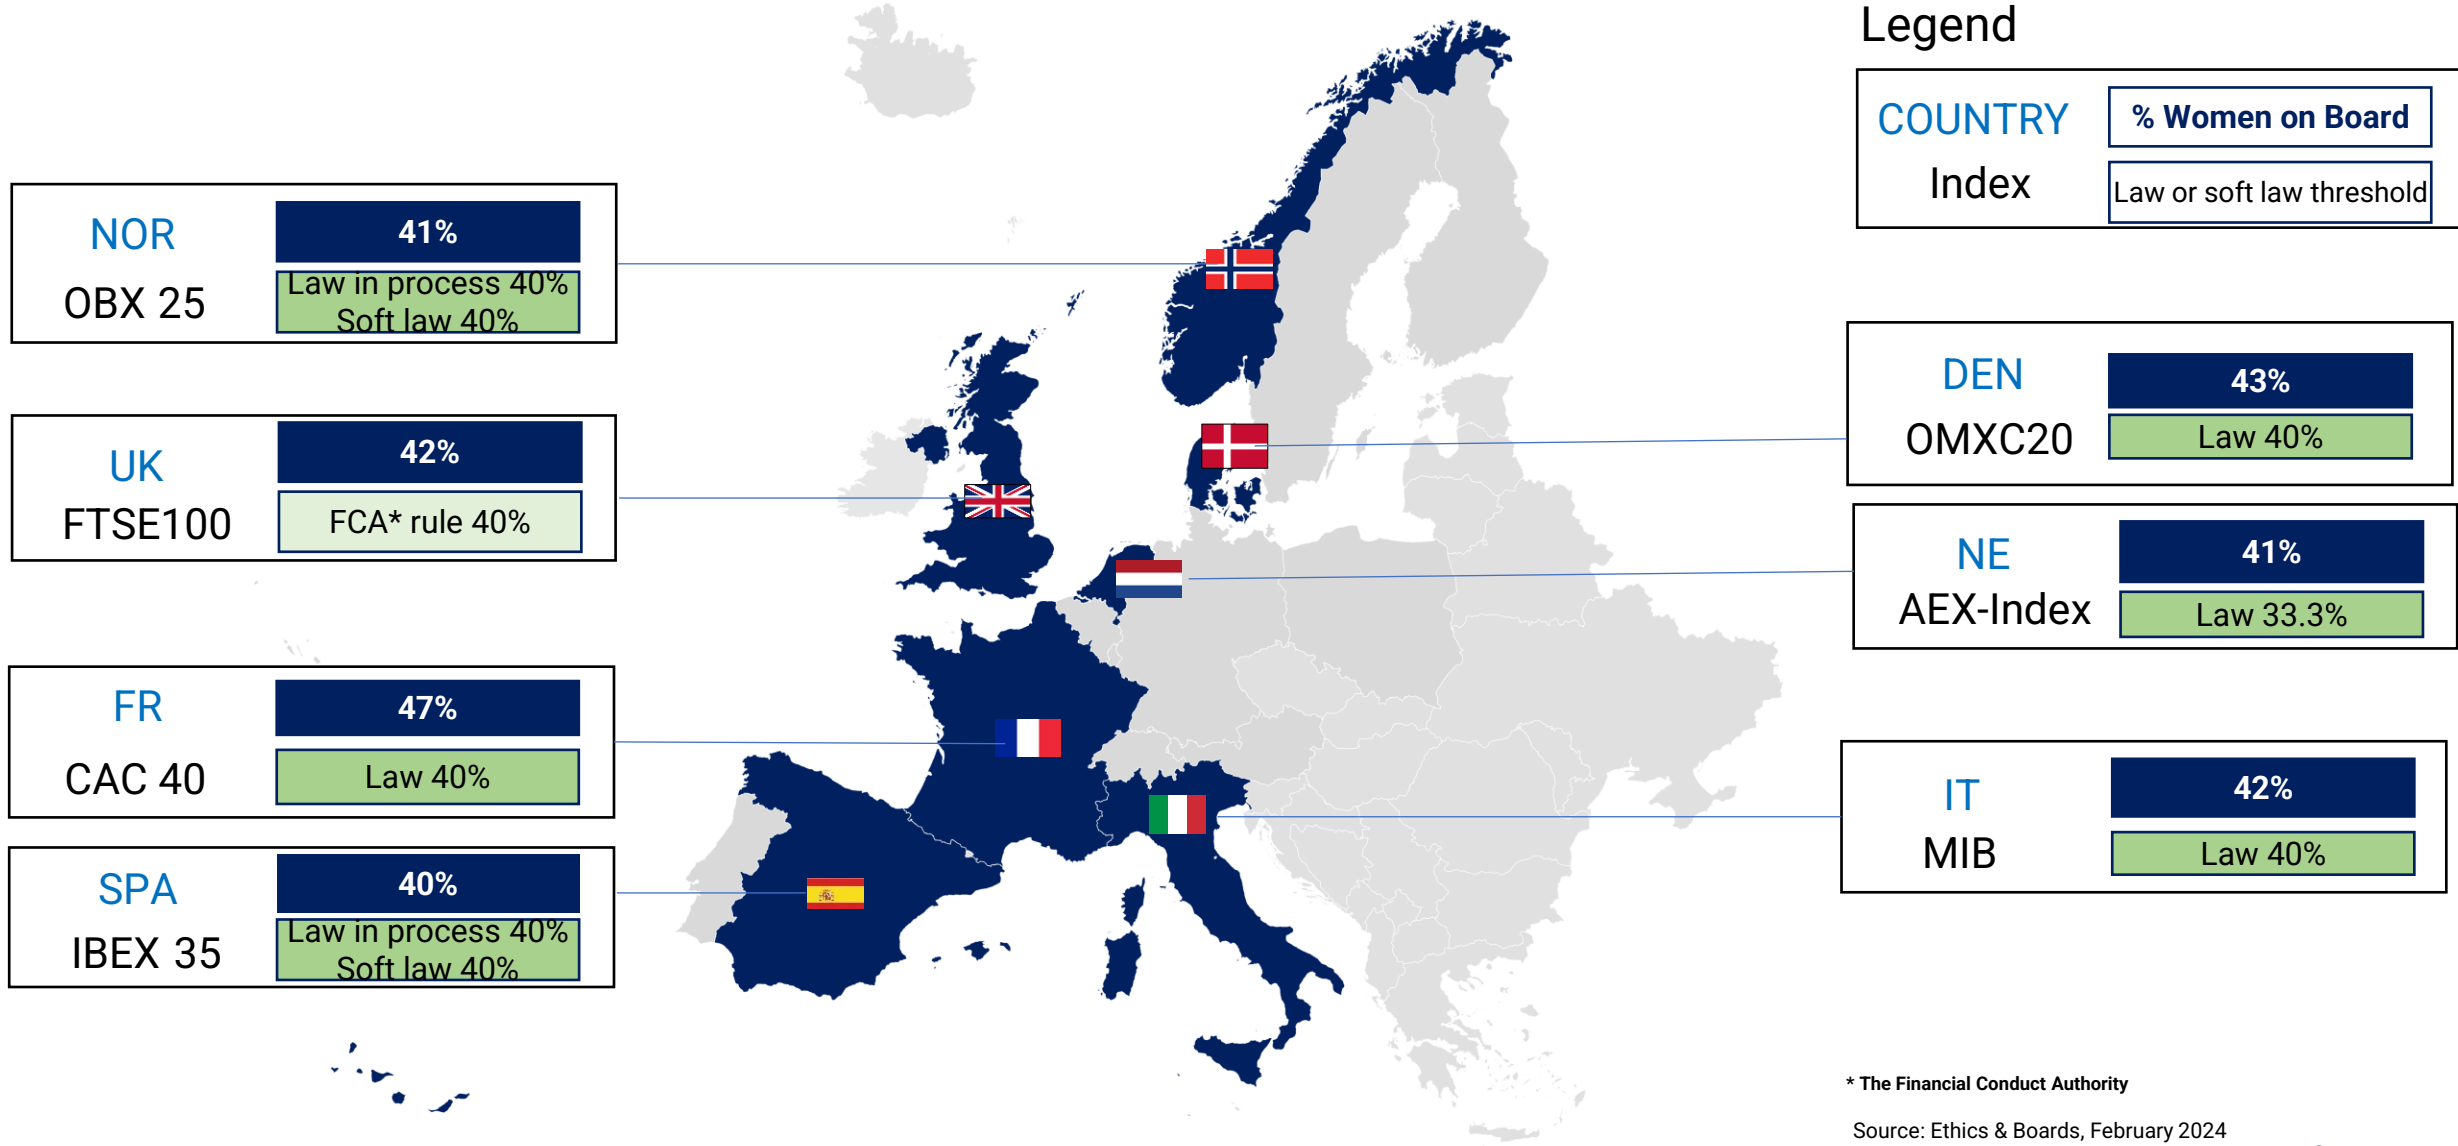 Legend
COUNTRY
% Women on Board
Index
Law or soft law threshold
NOR
41%
OBX 25
Law in process 40%
Soft law 40%
UK
42%
FTSE100
FCA* rule 40%
FR
47%
CAC 40
Law 40%
SPA
40%
IBEX 35
Law in process 40%
Soft law 40%
DEN
43%
OMXC20
Law 40%
NE
41%
AEX-Index
Law 33.3%
IT
42%
MIB
Law 40%
* The Financial Conduct Authority
Source: Ethics & Boards, February 2024